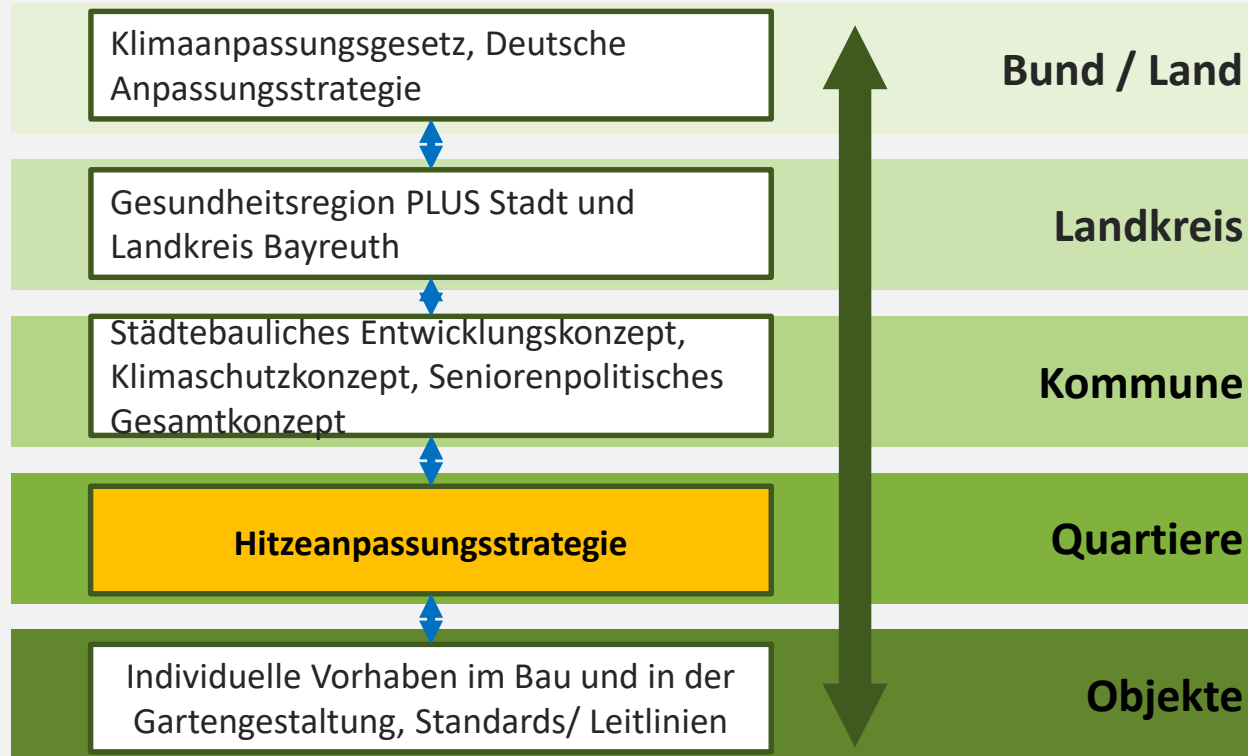 Klimaanpassungsgesetz, Deutsche
Anpassungsstrategie
Bund / Land
Gesundheitsregion PLUS Stadt und
Landkreis Bayreuth
Landkreis
Städtebauliches Entwicklungskonzept,
Klimaschutzkonzept, Seniorenpolitisches
Gesamtkonzept
Kommune
Hitzeanpassungsstrategie
Quartiere
Individuelle Vorhaben im Bau und in der
Gartengestaltung, Standards/ Leitlinien
Objekte